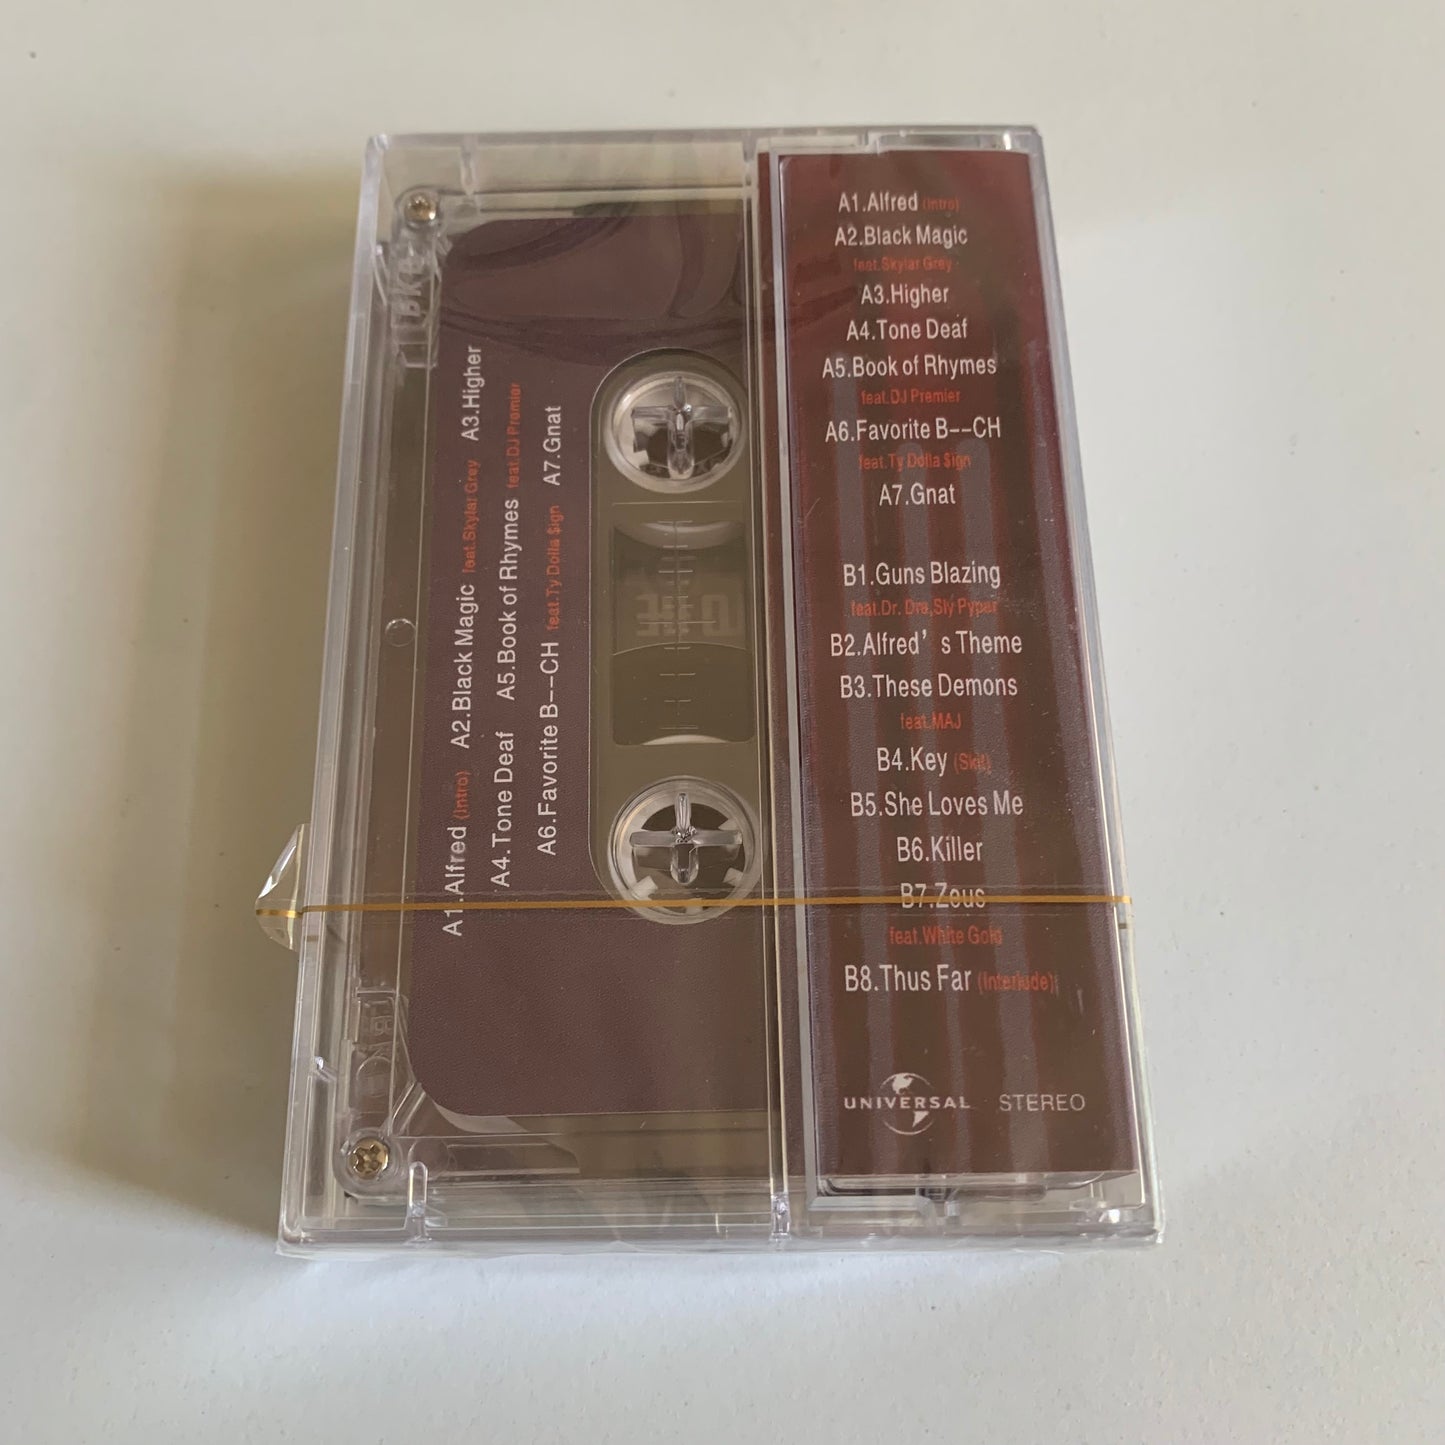 A1.Alfred (Intro) A2.Black Magic feat.Skylar Grey A3.Higher
A4.Tone Deaf A5.Book of Rhymes feat.DJ Premier
A6.Favorite B--CH feat.Ty Dolla $ign A7.Gnat
A1.Alfred (Intro)
A2.Black Magic
feat.Skylar Grey
A3.Higher
A4.Tone Deaf
A5.Book of Rhymes
feat.DJ Premier
A6.Favorite B--CH
feat.Ty Dolla $ign
A7.Gnat
B1.Guns Blazing
feat.Dr. Dre,Sly Pyper
B2.Alfred’s Theme
B3.These Demons
feat.MAJ
B4.Key (Skit)
B5.She Loves Me
B6.Killer
B7.Zeus
feat.White Gold
B8.Thus Far (Interlude)
UNIVERSAL STEREO